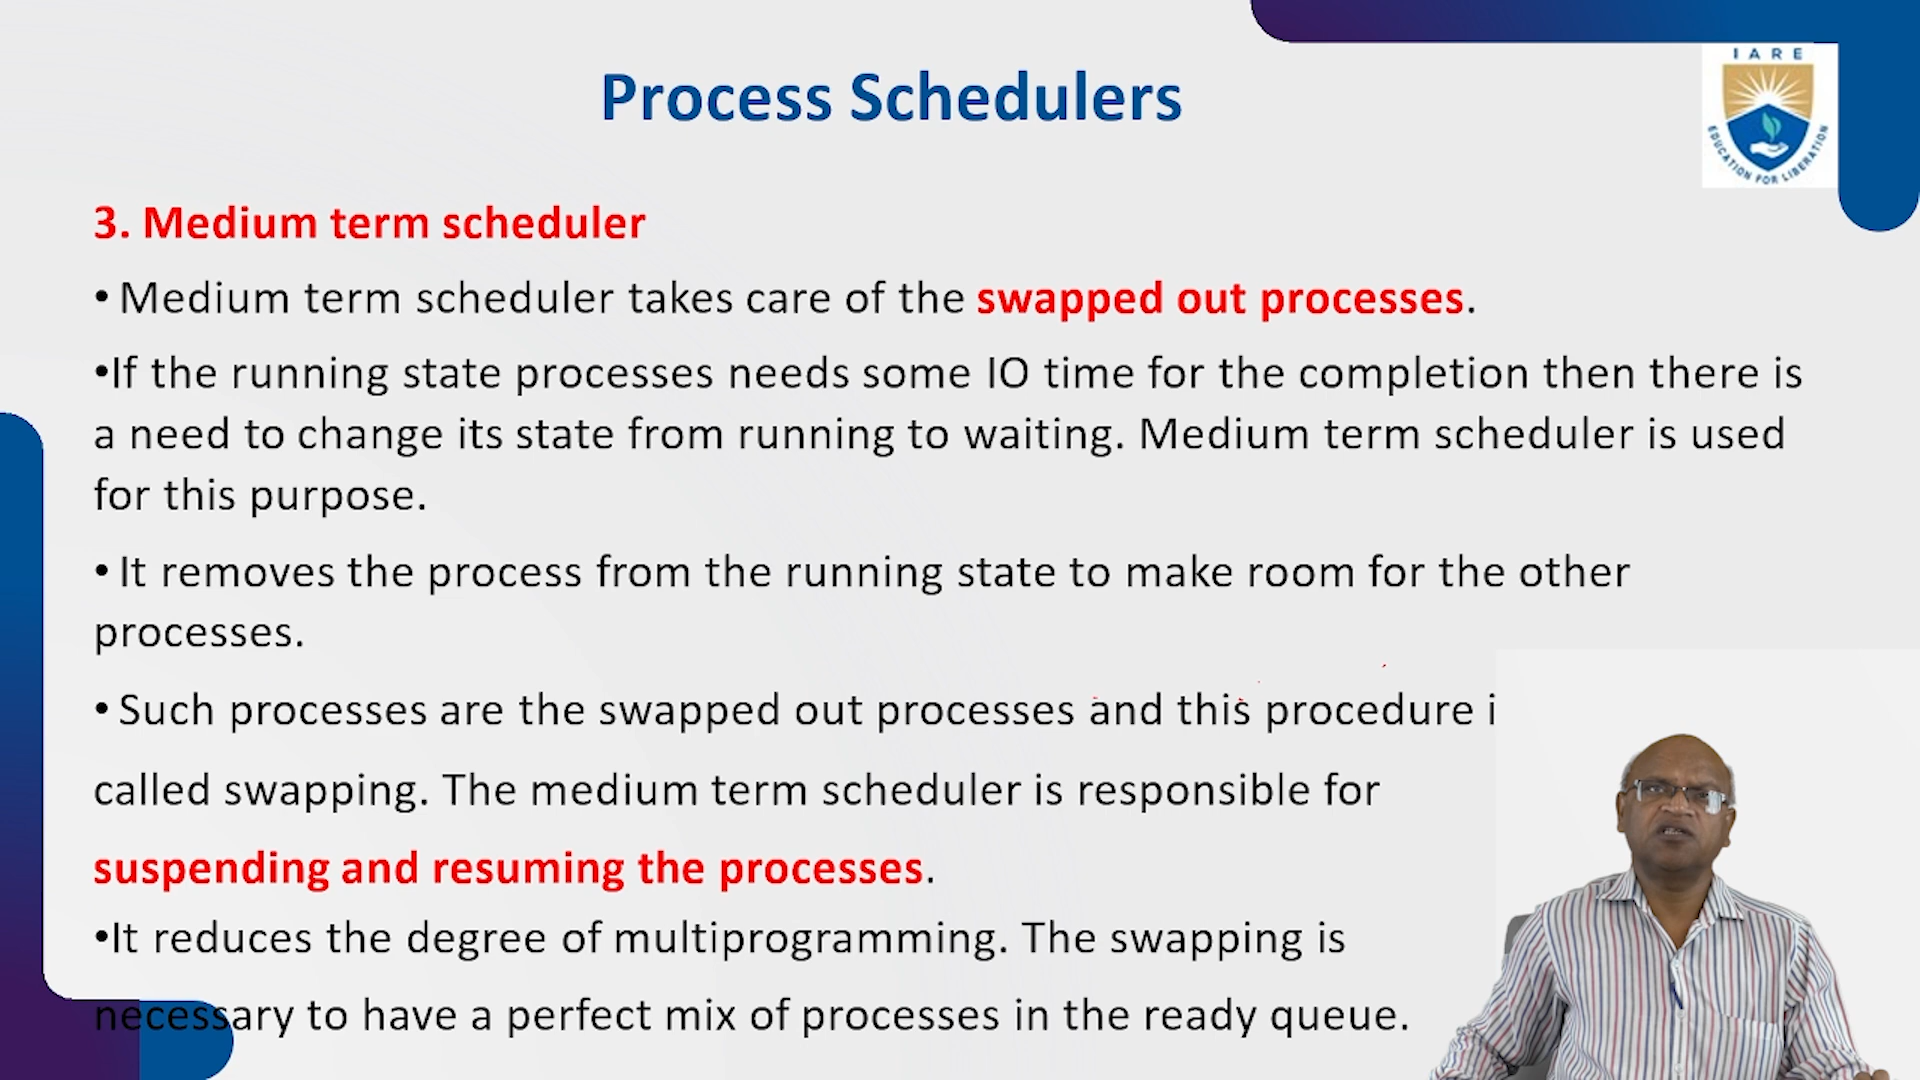 IARE
Process Schedulers
EDUCATION FOR LIBERATION
3. Medium term scheduler
• Medium term scheduler takes care of the swapped out processes.
•If the running state processes needs some IO time for the completion then there is
a need to change its state from running to waiting. Medium term scheduler is used
for this purpose.
• It removes the process from the running state to make room for the other
processes.
• Such processes are the swapped out processes and this procedure i
called swapping. The medium term scheduler is responsible for
suspending and resuming the processes.
•It reduces the degree of multiprogramming. The swapping is
necessary to have a perfect mix of processes in the ready queue.